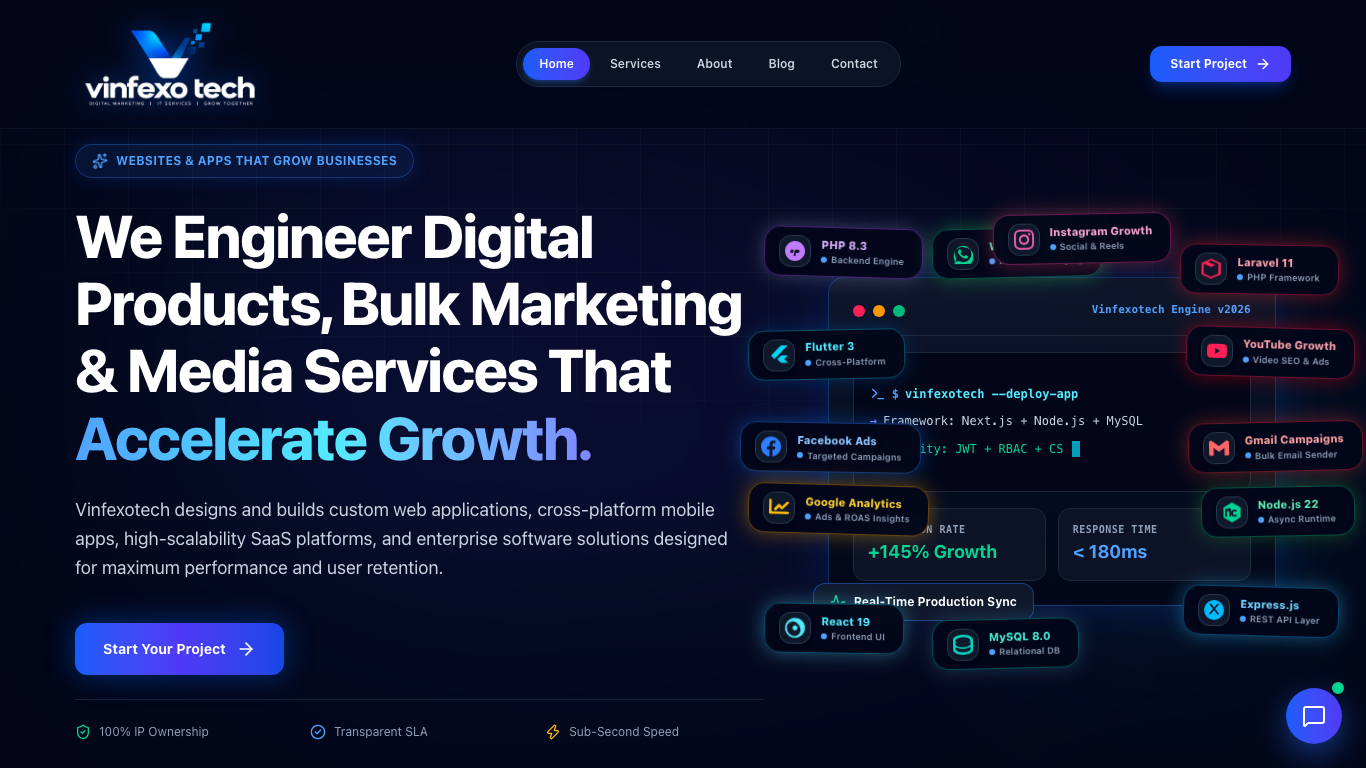 vinfexo tech
DIGITAL MARKETING | IT SERVICES | GROW TOGETHER
Home
Services
About
Blog
Contact
Start Project
WEBSITES & APPS THAT GROW BUSINESSES
We Engineer Digital
Products, Bulk Marketing
& Media Services That
Accelerate Growth.
Vinfexotech designs and builds custom web applications, cross-platform mobile
apps, high-scalability SaaS platforms, and enterprise software solutions designed
for maximum performance and user retention.
Start Your Project
100% IP Ownership
Transparent SLA
Sub-Second Speed
PHP 8.3
Backend Engine
Instagram Growth
Social & Reels
Laravel 11
PHP Framework
Vinfexotech Engine v2026
Flutter 3
Cross-Platform
YouTube Growth
Video SEO & Ads
>_ $ vinfexotech --deploy-app
→ Framework: Next.js + Node.js + MySQL
ity: JWT + RBAC + CS
Facebook Ads
Targeted Campaigns
Gmail Campaigns
Bulk Email Sender
Google Analytics
Ads & ROAS Insights
Node.js 22
Async Runtime
N RATE
+145% Growth
RESPONSE TIME
< 180ms
Real-Time Production Sync
React 19
Frontend UI
MySQL 8.0
Relational DB
Express.js
REST API Layer